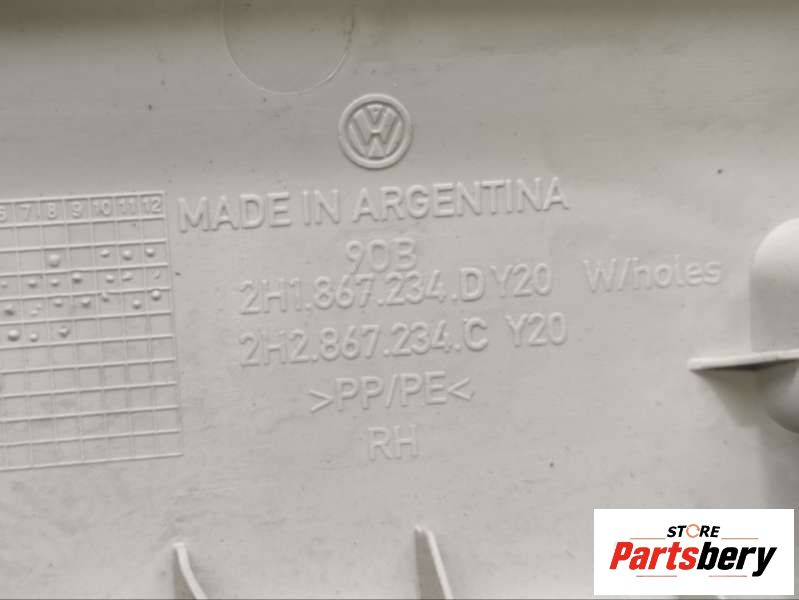 MADE IN ARGENTINA
6 7 8 9 10 11 12
90B
2H1.867.234.D Y20 W/holes
2H2.867.234.C Y20
>PP/PE<
RH
STORE
Partsbery